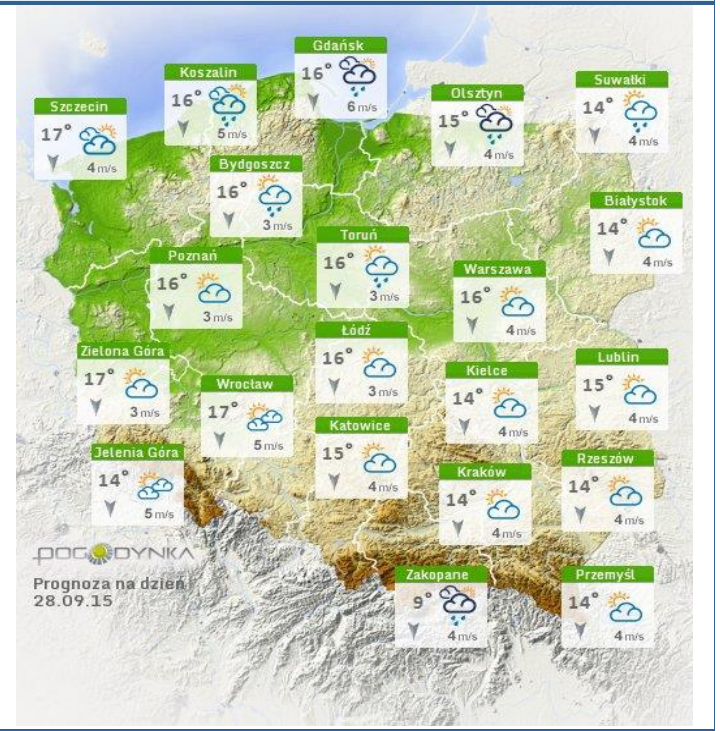 Gdańsk
16°
6 m/s
Koszalin
16°
5 m/s
Suwałki
14°
4 m/s
Olsztyn
15°
4 m/s
Szczecin
17°
4 m/s
Bydgoszcz
16°
3 m/s
Białystok
14°
4 m/s
Toruń
16°
3 m/s
Poznań
16°
3 m/s
Warszawa
16°
4 m/s
Łódź
16°
3 m/s
Zielona Góra
17°
3 m/s
Lublin
15°
4 m/s
Kielce
14°
4 m/s
Wrocław
17°
5 m/s
Katowice
15°
4 m/s
Jelenia Góra
14°
5 m/s
Rzeszów
14°
4 m/s
Kraków
14°
4 m/s
POGODYNKA
Prognoza na dzień
28.09.15
Zakopane
9°
4 m/s
Przemyśl
14°
4 m/s